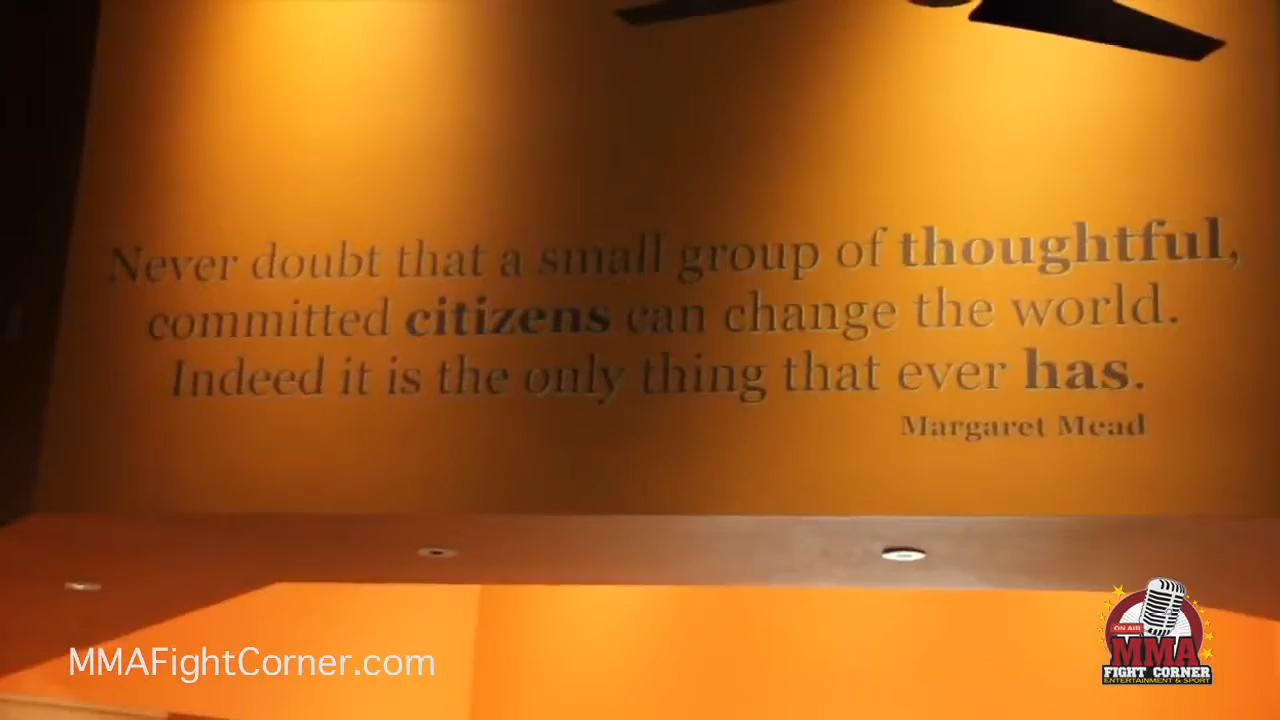 Never doubt that a small group of thoughtful,
committed citizens can change the world.
Indeed it is the only thing that ever has.
Margaret Mead
MMAFightCorner.com
ON AIR
MMA
FIGHT CORNER
ENTERTAINMENT & SPORT